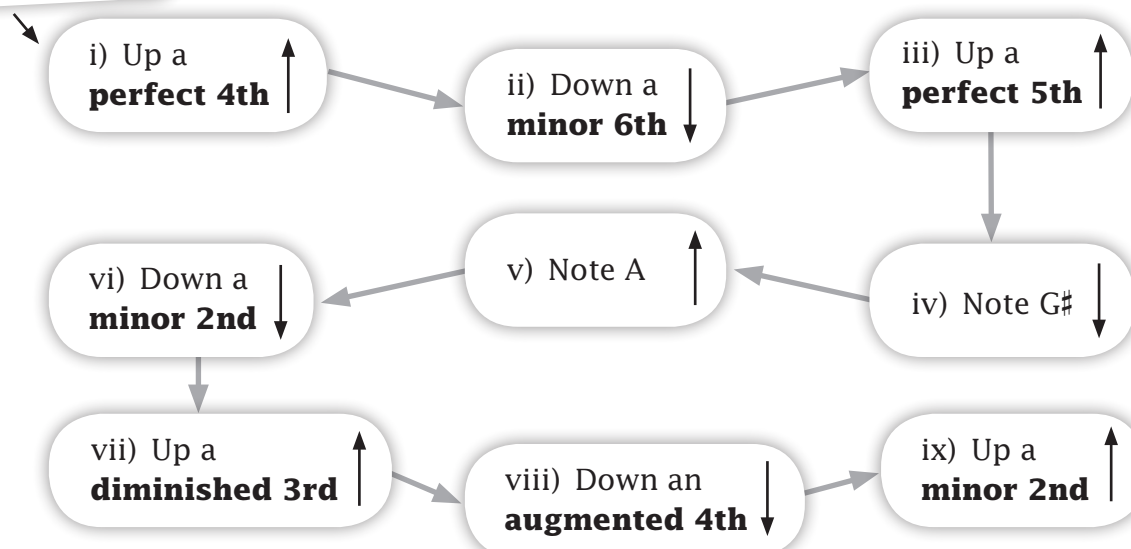 i) Up a
perfect 4th
ii) Down a
minor 6th
iii) Up a
perfect 5th
iv) Note G♯
v) Note A
vi) Down a
minor 2nd
vii) Up a
diminished 3rd
viii) Down an
augmented 4th
ix) Up a
minor 2nd